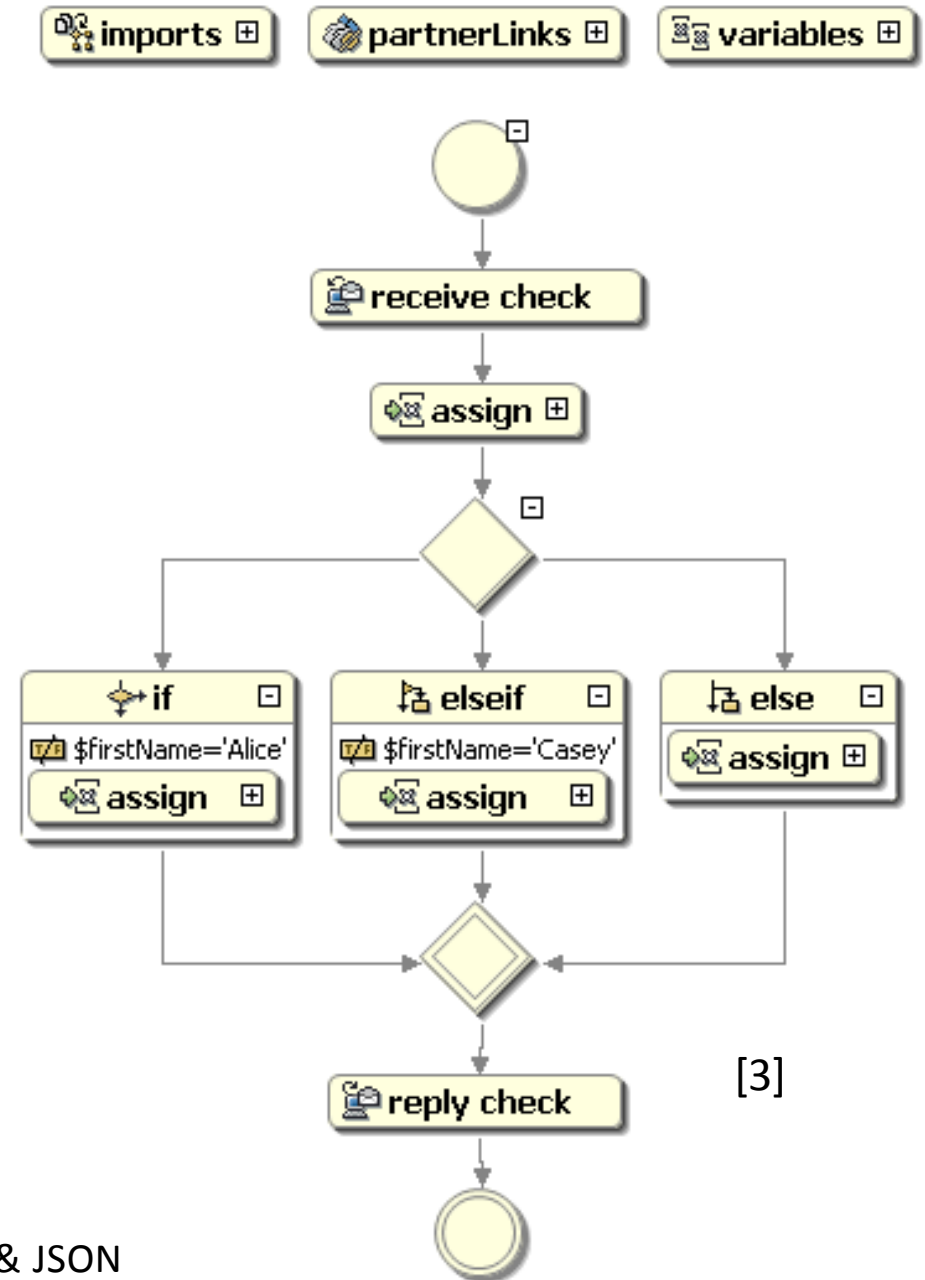 imports
partnerLinks
variables
receive check
assign
if
elseif
else
$firstName='Alice'
$firstName='Casey'
assign
assign
assign
[3]
reply check
& JSON